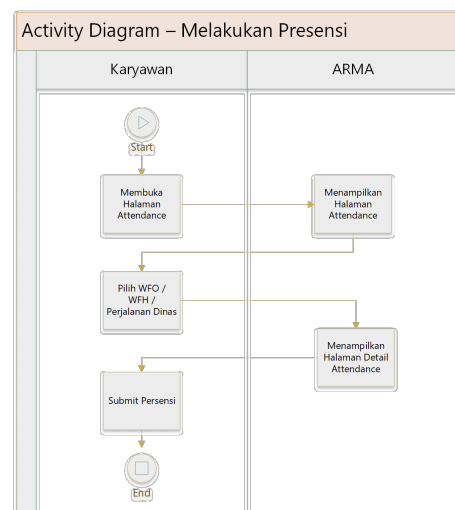 Activity Diagram – Melakukan Presensi
Karyawan
ARMA
Start
Membuka
Halaman
Attendance
Menampilkan
Halaman
Attendance
Pilih WFO /
WFH /
Perjalanan Dinas
Menampilkan
Halaman Detail
Attendance
Submit Persensi
End